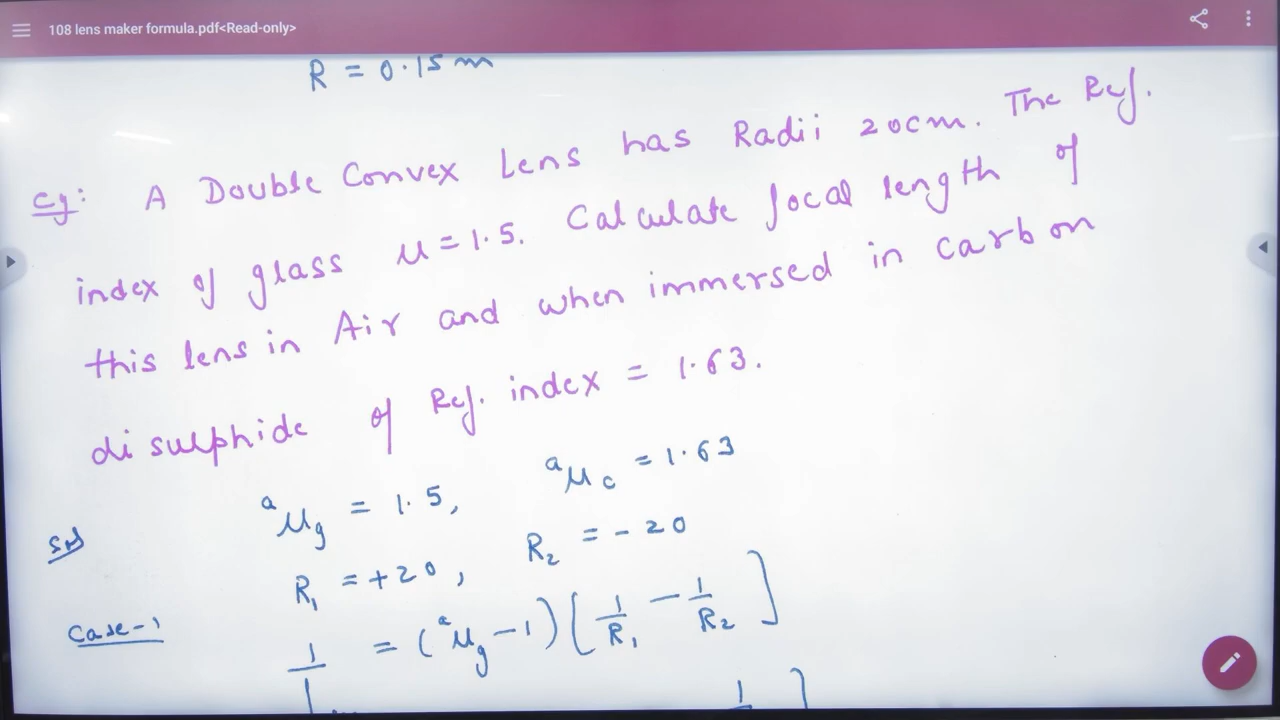 108 lens maker formula.pdf<Read-only>
R = 0.15 m
eg: A Double Convex Lens has Radii 20cm. The Ref.
index of glass μ = 1.5. Calculate focal length of
this lens in Air and when immersed in carbon
disulphide of Ref. index = 1.63.
ᵃμg = 1.5, ᵃμc = 1.63
Sol
R₁ = +20, R₂ = -20
Case-1
1/f = (ᵃμg - 1) [1/R₁ - 1/R₂]